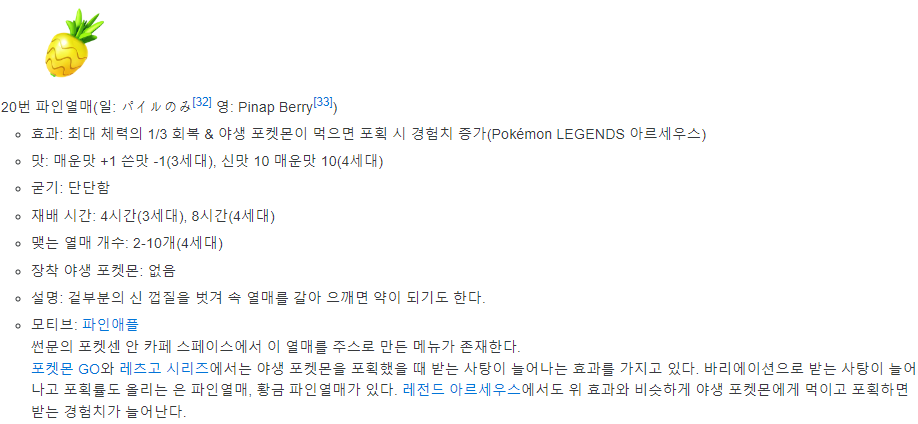 20번 파인열매(일: パイルのみ[32] 영: Pinap Berry[33])
효과: 최대 체력의 1/3 회복 & 야생 포켓몬이 먹으면 포획 시 경험치 증가(Pokémon LEGENDS 아르세우스)
맛: 매운맛 +1 쓴맛 -1(3세대), 신맛 10 매운맛 10(4세대)
굳기: 단단함
재배 시간: 4시간(3세대), 8시간(4세대)
맺는 열매 개수: 2-10개(4세대)
장착 야생 포켓몬: 없음
설명: 겉부분의 신 껍질을 벗겨 속 열매를 갈아 으깨면 약이 되기도 한다.
모티브: 파인애플
썬문의 포켓센 안 카페 스페이스에서 이 열매를 주스로 만든 메뉴가 존재한다.
포켓몬 GO와 레츠고 시리즈에서는 야생 포켓몬을 포획했을 때 받는 사탕이 늘어나는 효과를 가지고 있다. 바리에이션으로 받는 사탕이 늘어
나고 포획률도 올리는 은 파인열매, 황금 파인열매가 있다. 레전드 아르세우스에서도 위 효과와 비슷하게 야생 포켓몬에게 먹이고 포획하면
받는 경험치가 늘어난다.